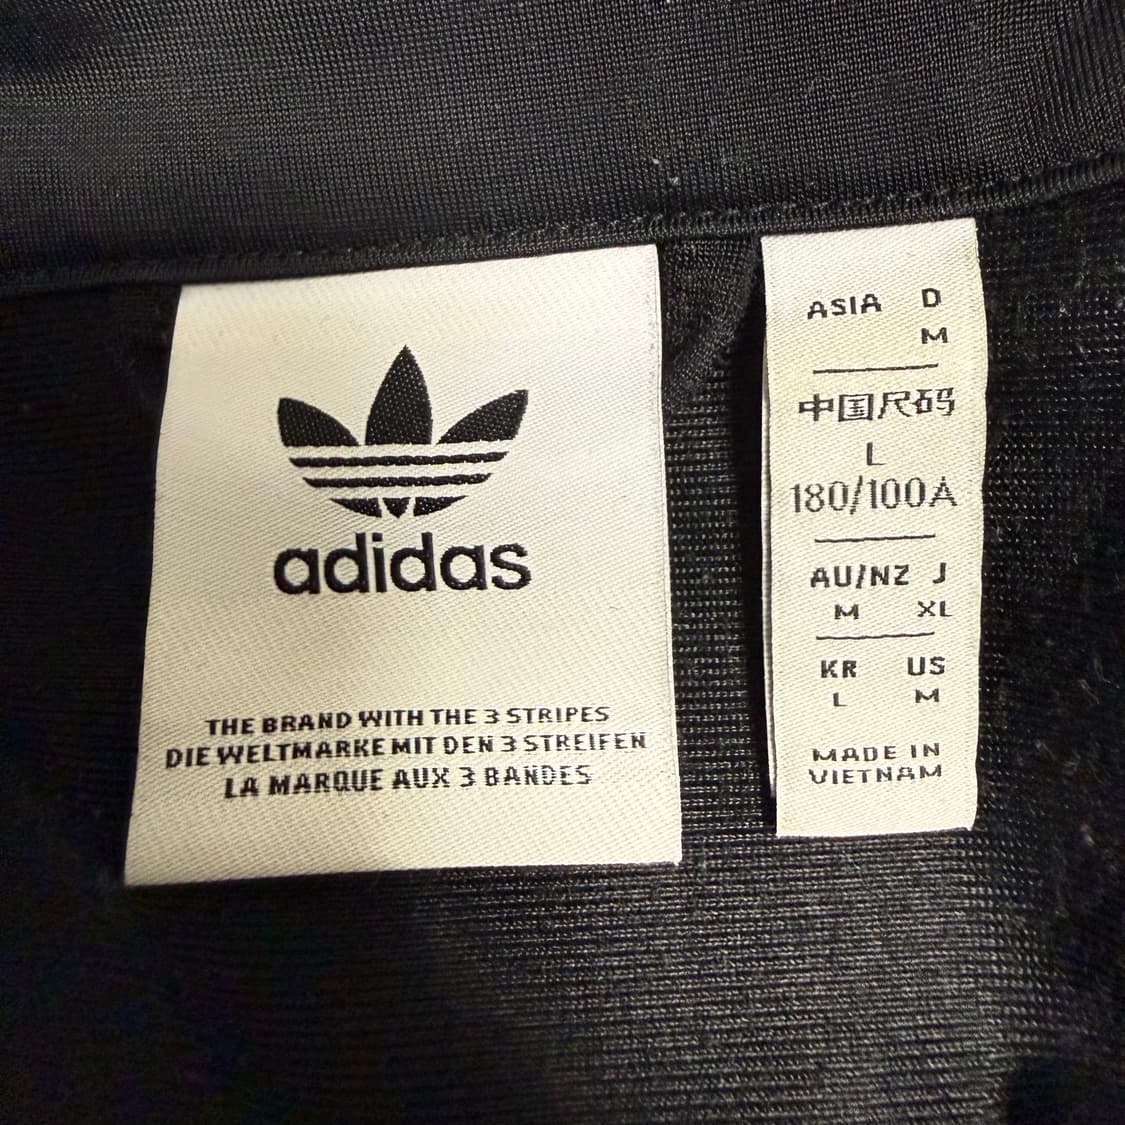 adidas
THE BRAND WITH THE 3 STRIPES
DIE WELTMARKE MIT DEN 3 STREIFEN
LA MARQUE AUX 3 BANDES
ASIA D
M
中国尺码
L
180/100A
AU/NZ J
M XL
KR US
L M
MADE IN
VIETNAM